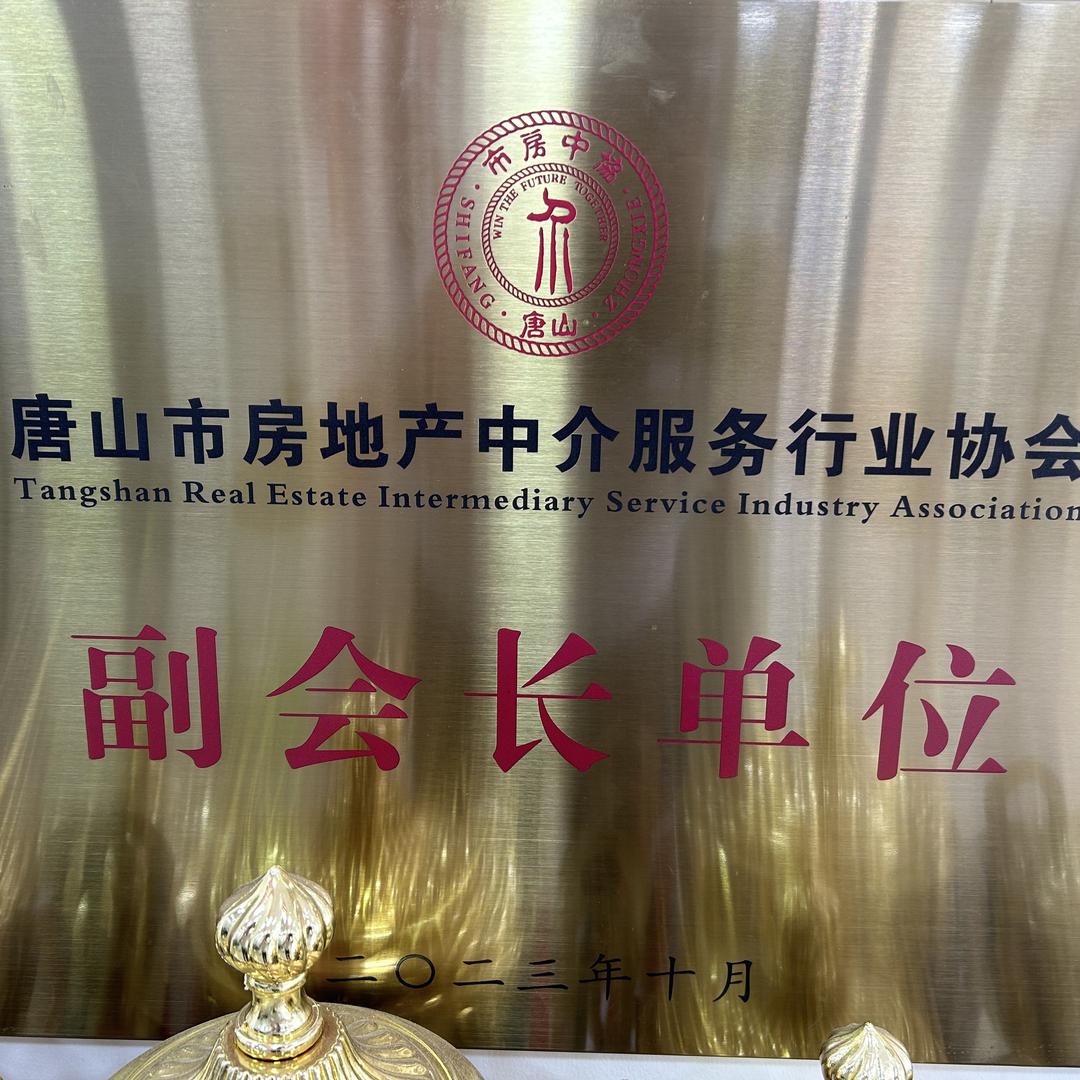 市房中協
SHIFANG · ZHONGXIE
WIN THE FUTURE TOGETHER
唐山
唐山市房地产中介服务行业协会
Tangshan Real Estate Intermediary Service Industry Association
副会长单位
二〇二三年十月